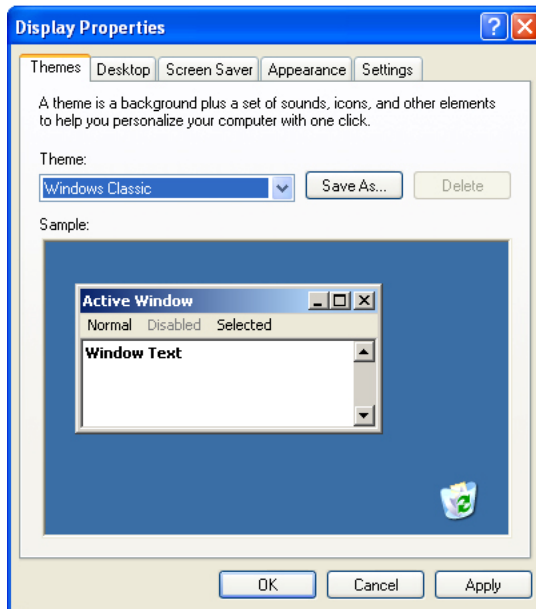 Display Properties
Themes Desktop Screen Saver Appearance Settings
A theme is a background plus a set of sounds, icons, and other elements
to help you personalize your computer with one click.
Theme:
Windows Classic Save As... Delete
Sample:
Active Window
Normal Disabled Selected
Window Text
OK Cancel Apply